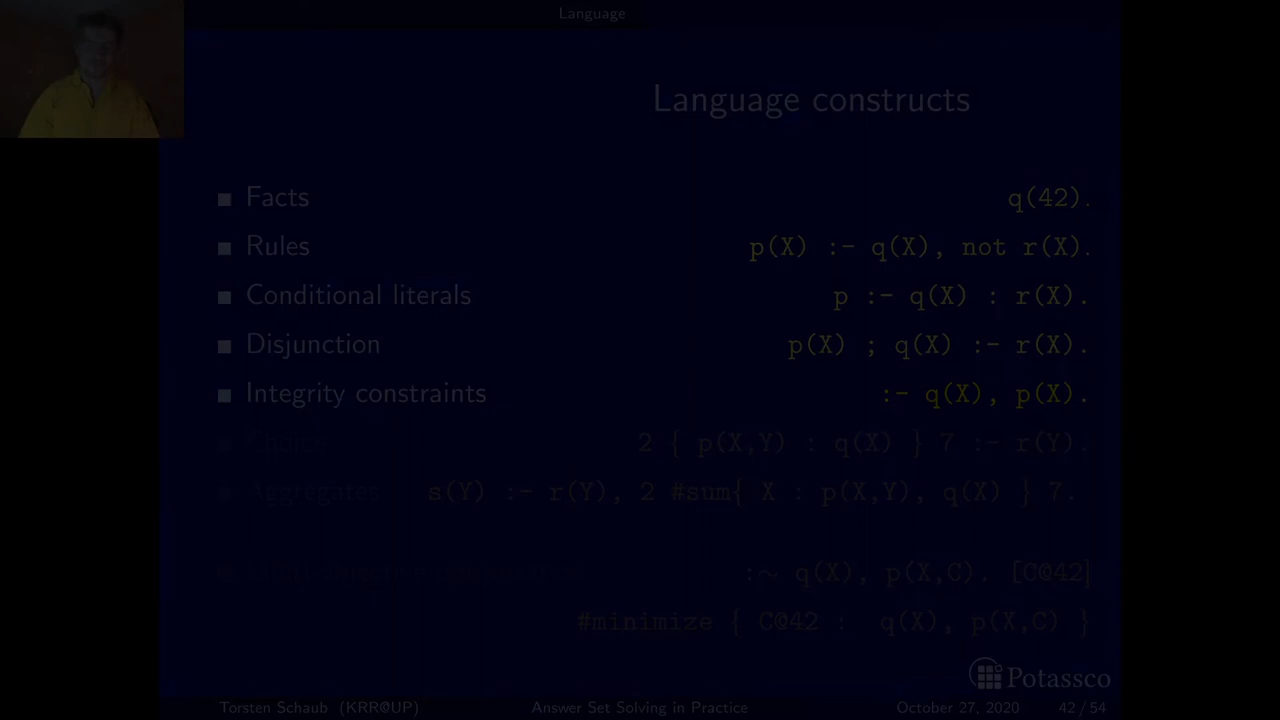 Language
Language constructs
Facts q(42).
Rules p(X) :- q(X), not r(X).
Conditional literals p :- q(X) : r(X).
Disjunction p(X) ; q(X) :- r(X).
Integrity constraints :- q(X), p(X).
Choice 2 { p(X,Y) : q(X) } 7 :- r(Y).
Aggregates s(Y) :- r(Y), 2 #sum{ X : p(X,Y), q(X) } 7.
:~ q(X), p(X,C). [C@42]
#minimize { C@42 : q(X), p(X,C) }
Potassco
Torsten Schaub (KRR@UP) Answer Set Solving in Practice October 27, 2020 42 / 54